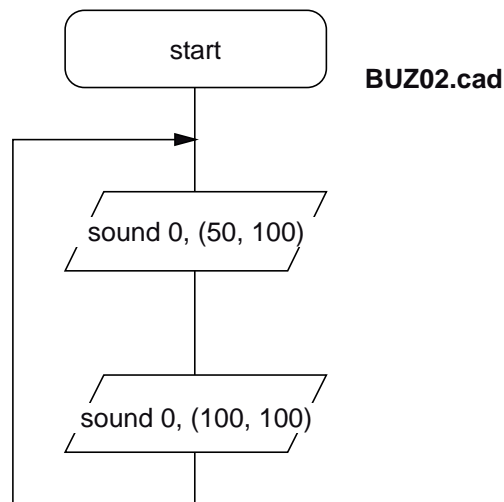 start
BUZ02.cad
sound 0, (50, 100)
sound 0, (100, 100)